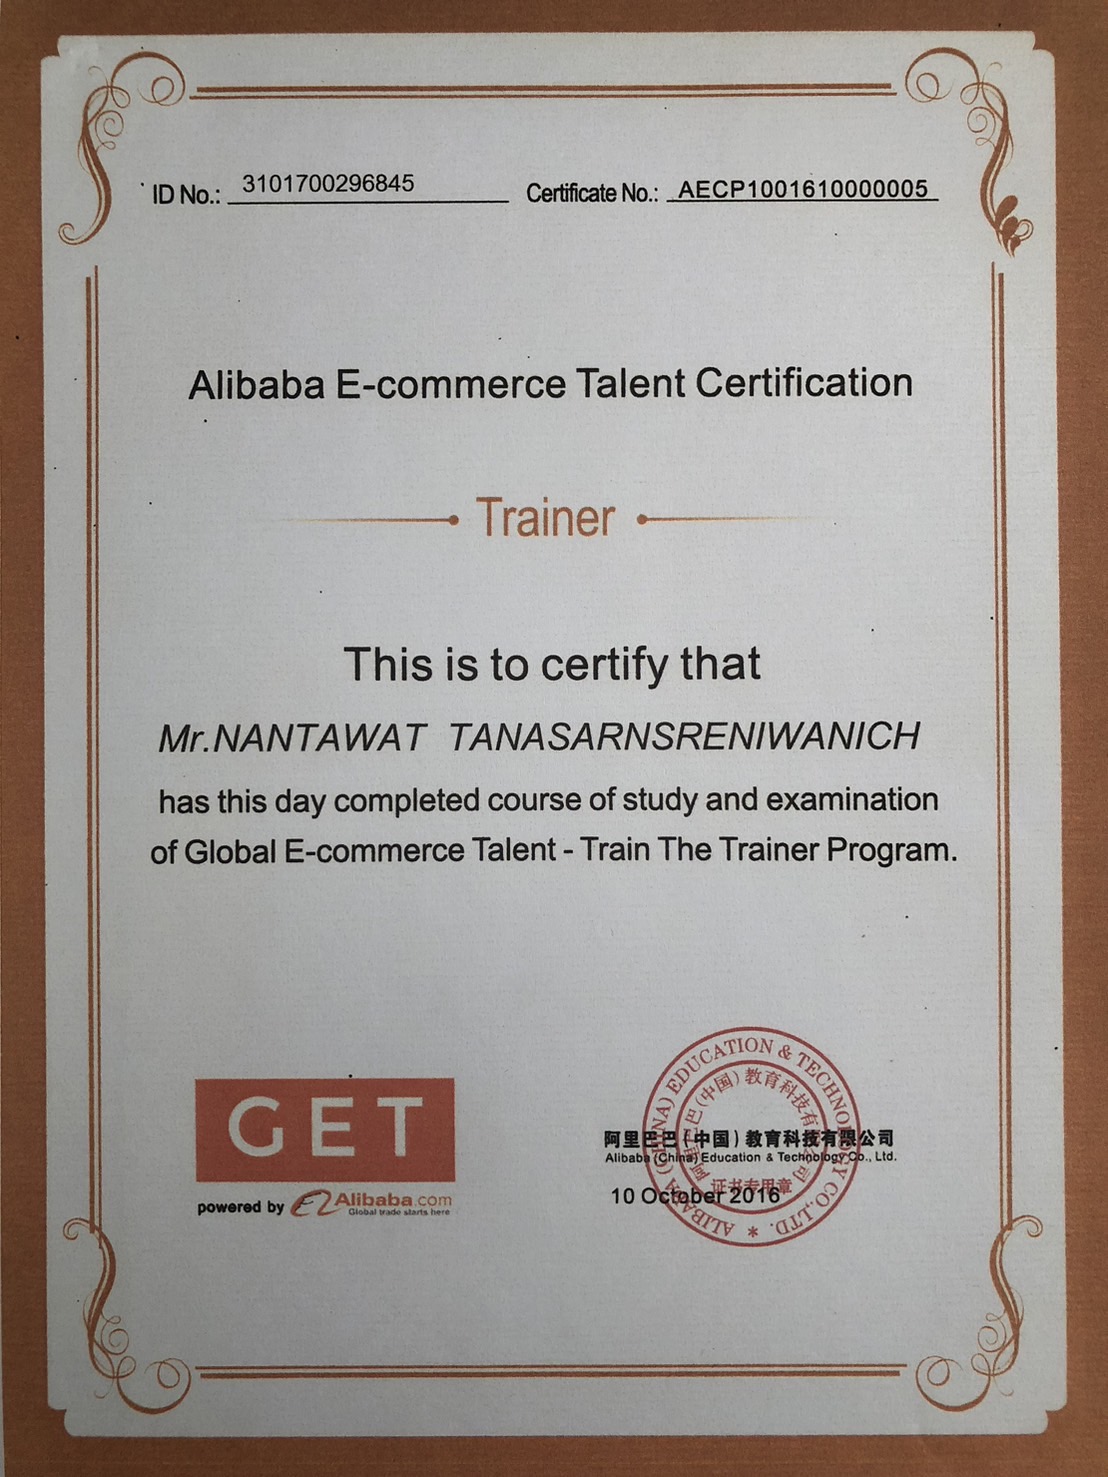 ID No.: 3101700296845 Certificate No.: AECP1001610000005
Alibaba E-commerce Talent Certification
Trainer
This is to certify that
Mr.NANTAWAT TANASARNSRENIWANICH
has this day completed course of study and examination
of Global E-commerce Talent - Train The Trainer Program.
GET
powered by Alibaba.com
Global trade starts here
阿里巴巴(中国)教育科技有限公司
Alibaba (China) Education & Technology Co., Ltd.
10 October 2016
ALIBABA (CHINA) EDUCATION & TECHNOLOGY CO.,LTD.
阿里巴巴(中国)教育科技有限公司
证书专用章